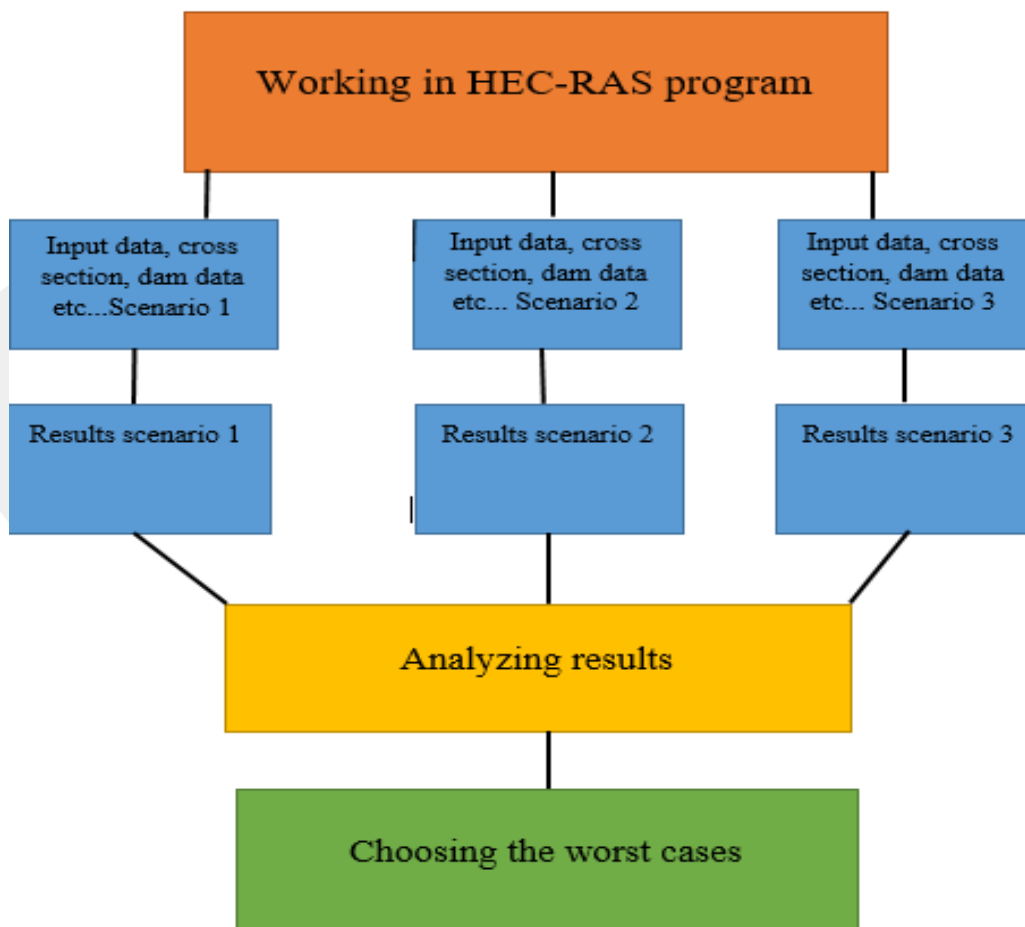 Working in HEC-RAS program
Input data, cross
section, dam data
etc...Scenario 1
Input data, cross
section, dam data
etc... Scenario 2
Input data, cross
section, dam data
etc... Scenario 3
Results scenario 1
Results scenario 2
Results scenario 3
Analyzing results
Choosing the worst cases